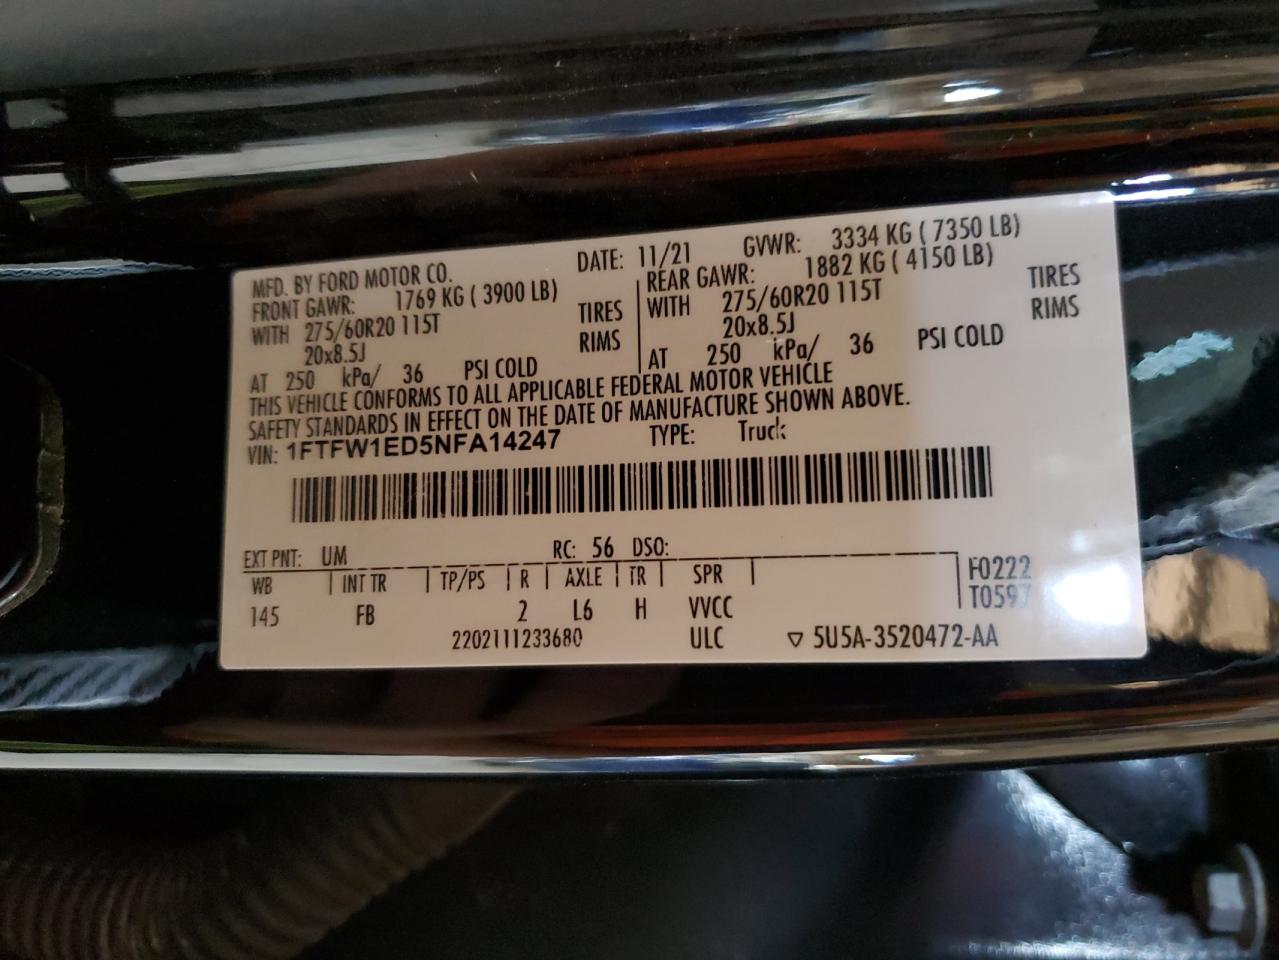 MFD. BY FORD MOTOR CO. DATE: 11/21 GVWR: 3334 KG ( 7350 LB)
FRONT GAWR: 1769 KG ( 3900 LB) REAR GAWR: 1882 KG ( 4150 LB)
WITH 275/60R20 115T TIRES WITH 275/60R20 115T TIRES
20x8.5J RIMS 20x8.5J RIMS
AT 250 kPa/ 36 PSI COLD AT 250 kPa/ 36 PSI COLD
THIS VEHICLE CONFORMS TO ALL APPLICABLE FEDERAL MOTOR VEHICLE
SAFETY STANDARDS IN EFFECT ON THE DATE OF MANUFACTURE SHOWN ABOVE.
VIN: 1FTFW1ED5NFA14247 TYPE: Truck
EXT PNT: UM RC: 56 DSO:
WB INT TR TP/PS R AXLE TR SPR F0222
145 FB 2 L6 H VVCC T0597
2202111233680 ULC ▽ 5U5A-3520472-AA